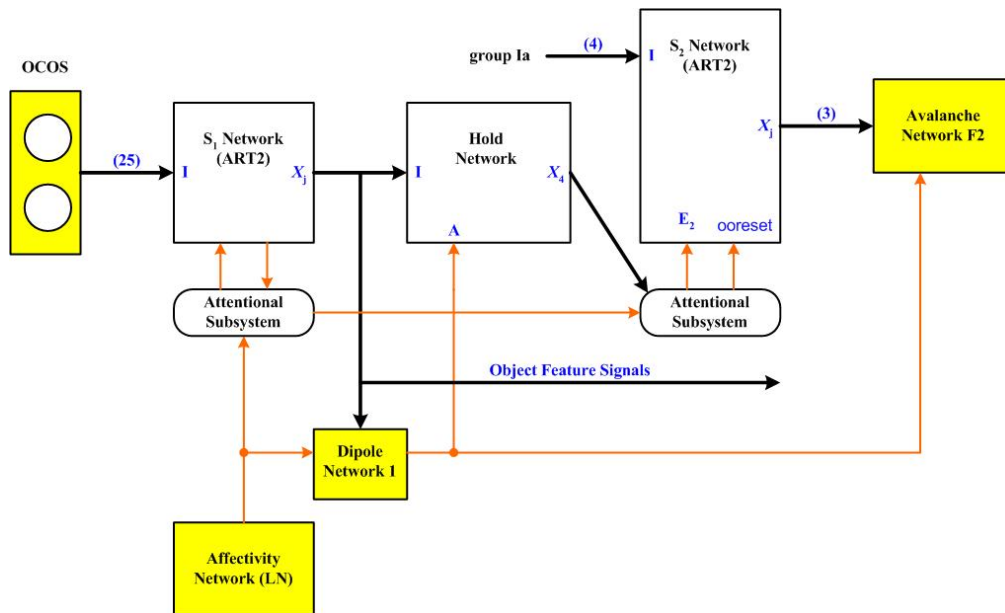 OCOS
(25)
I
S1 Network
(ART2)
Xj
I
Hold
Network
X4
A
group Ia
(4)
I
S2 Network
(ART2)
Xj
E2
ooreset
(3)
Avalanche
Network F2
Attentional
Subsystem
Attentional
Subsystem
Object Feature Signals
Dipole
Network 1
Affectivity
Network (LN)